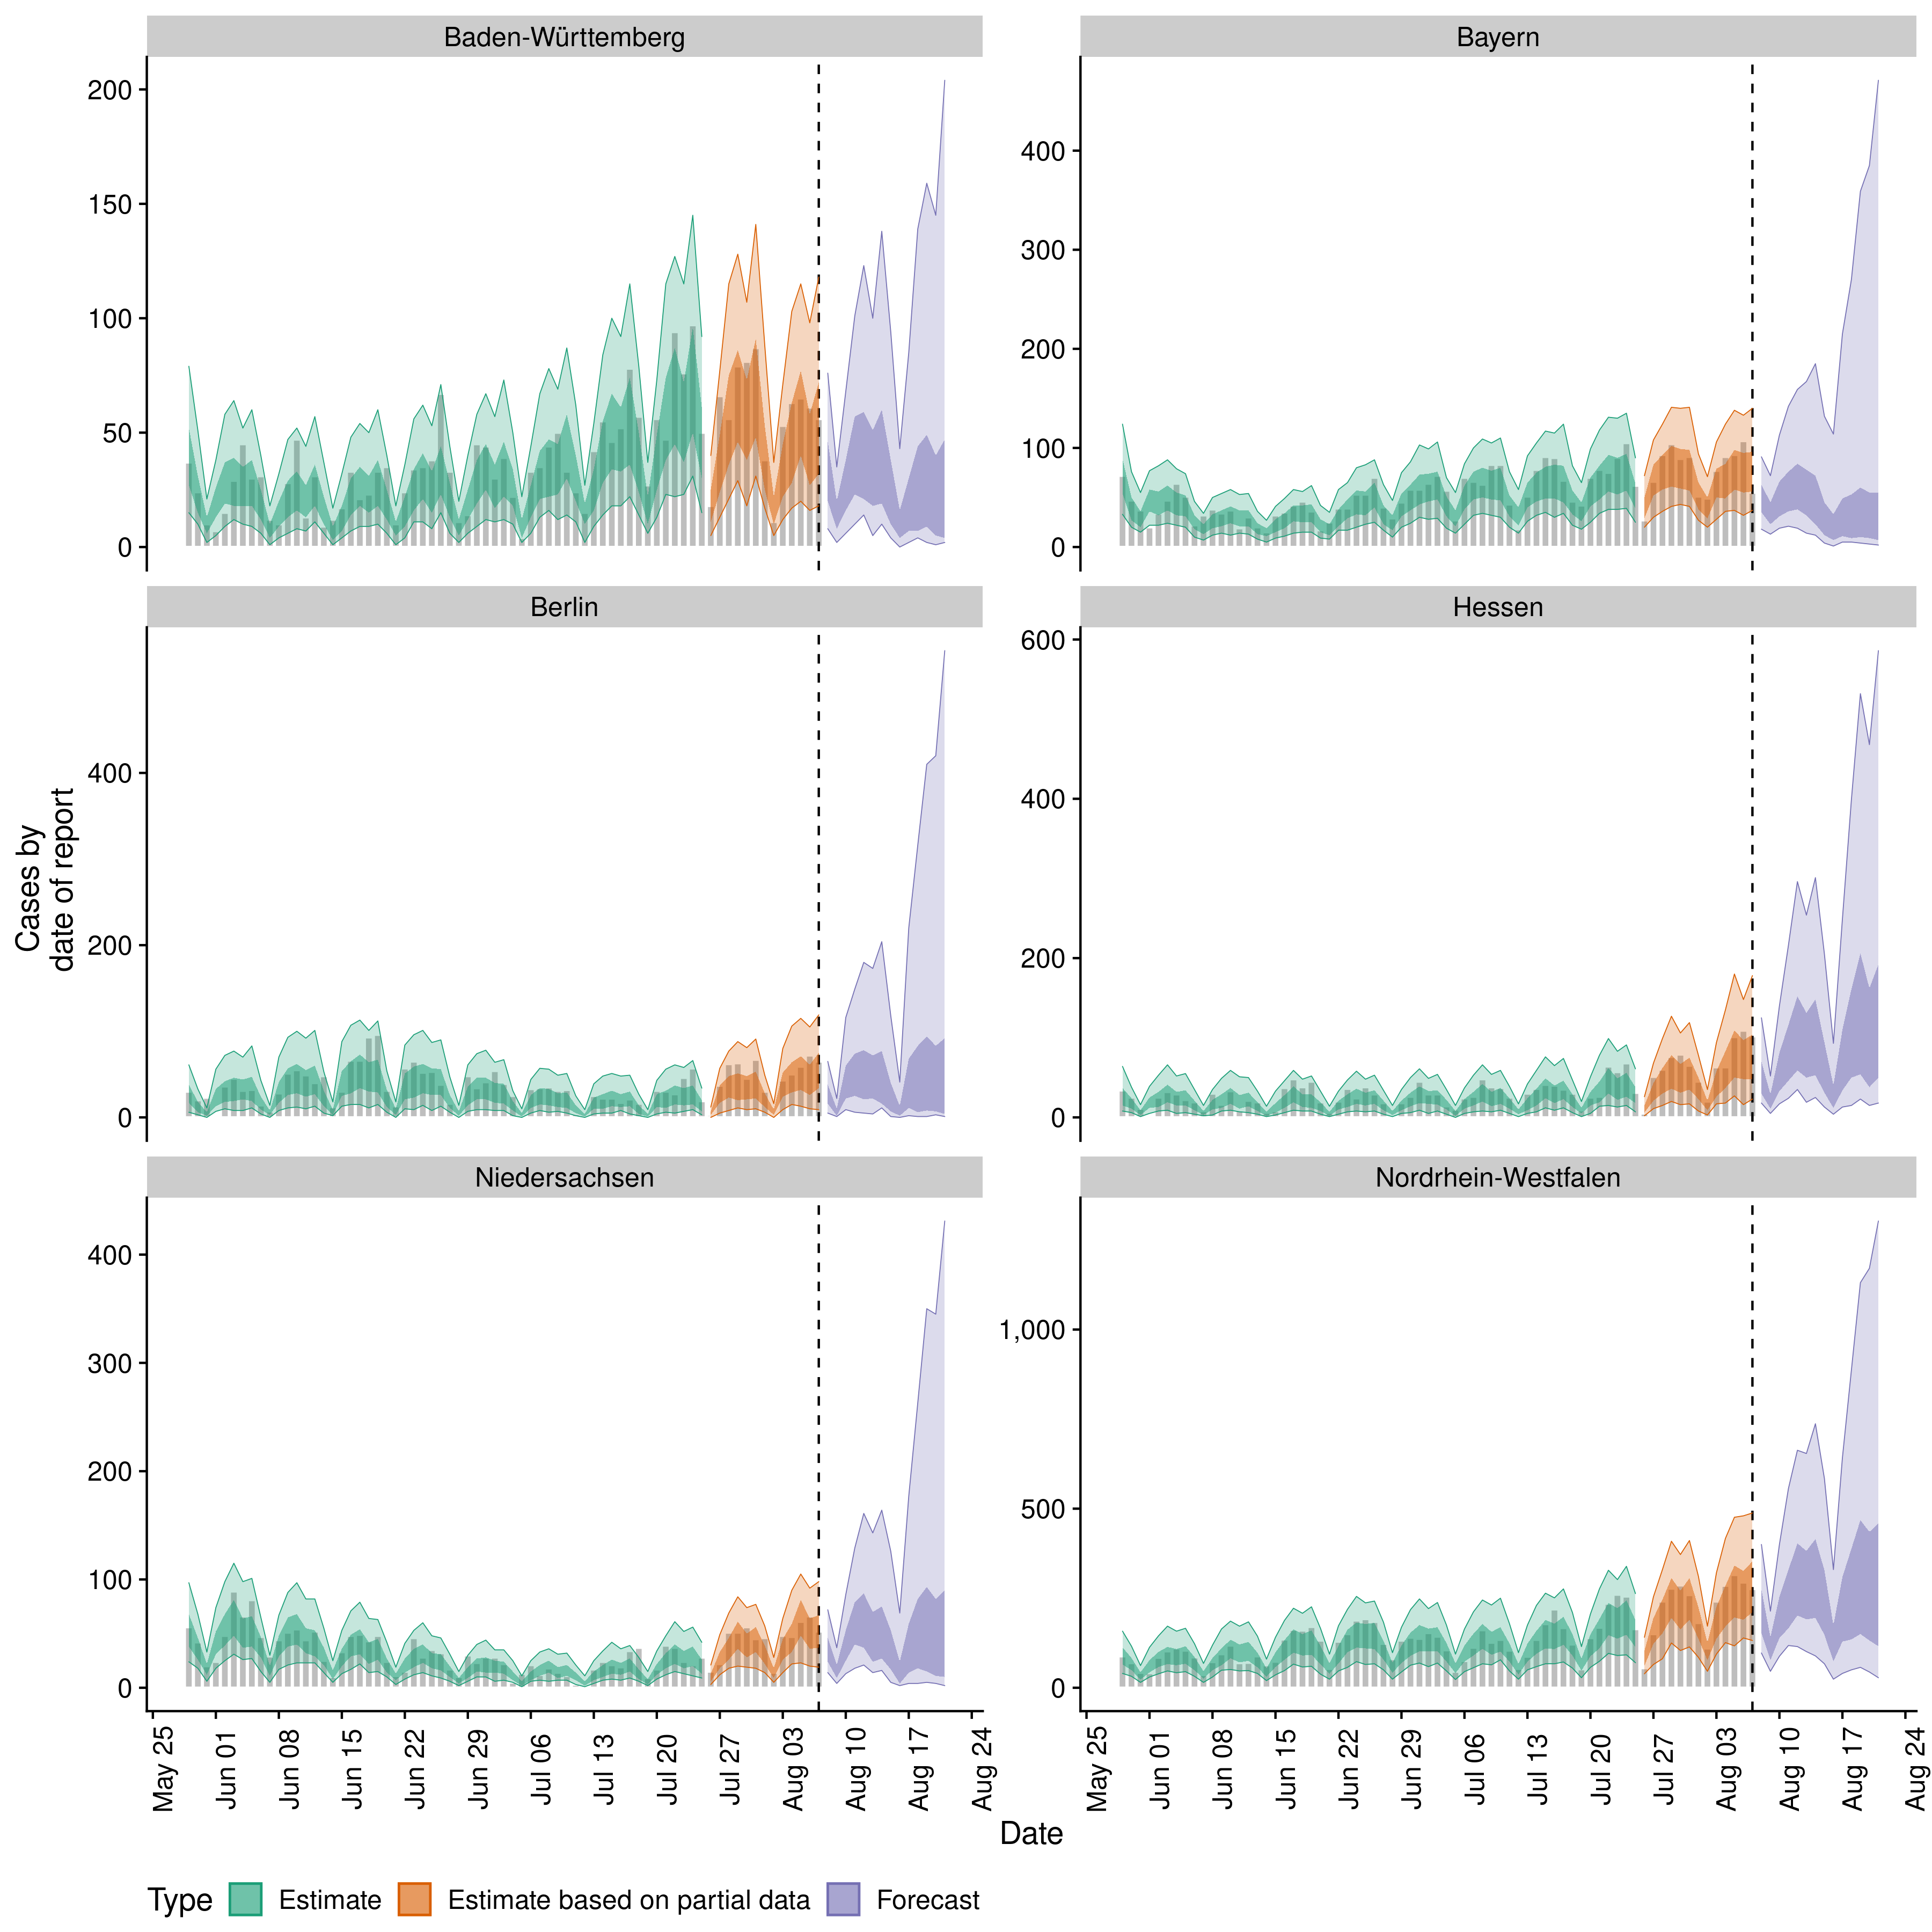 Baden-Württemberg
Bayern
200
150
100
50
0
400
300
200
100
0
Berlin
Hessen
400
200
0
600
400
200
0
Cases by
date of report
Niedersachsen
Nordrhein-Westfalen
400
300
200
100
0
1,000
500
0
May 25
Jun 01
Jun 08
Jun 15
Jun 22
Jun 29
Jul 06
Jul 13
Jul 20
Jul 27
Aug 03
Aug 10
Aug 17
Aug 24
May 25
Jun 01
Jun 08
Jun 15
Jun 22
Jun 29
Jul 06
Jul 13
Jul 20
Jul 27
Aug 03
Aug 10
Aug 17
Aug 24
Date
Type Estimate Estimate based on partial data Forecast